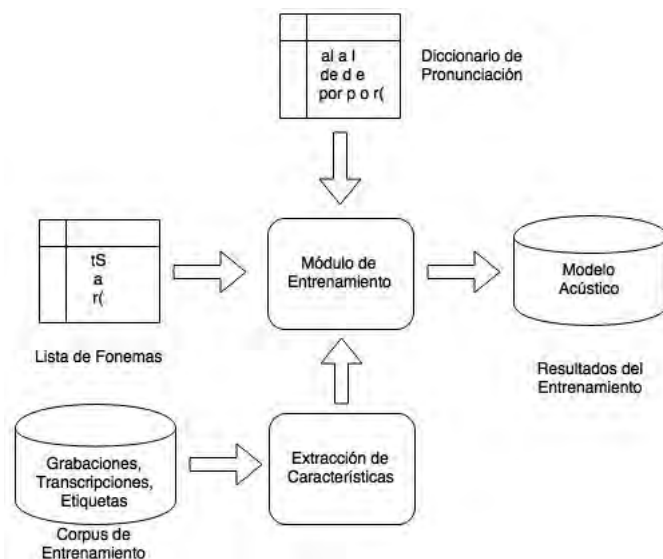 al a l
de d e
por p o r(
Diccionario de
Pronunciación
tS
a
r(
Lista de Fonemas
Módulo de
Entrenamiento
Modelo
Acústico
Resultados del
Entrenamiento
Grabaciones,
Transcripciones,
Etiquetas
Corpus de
Entrenamiento
Extracción de
Características